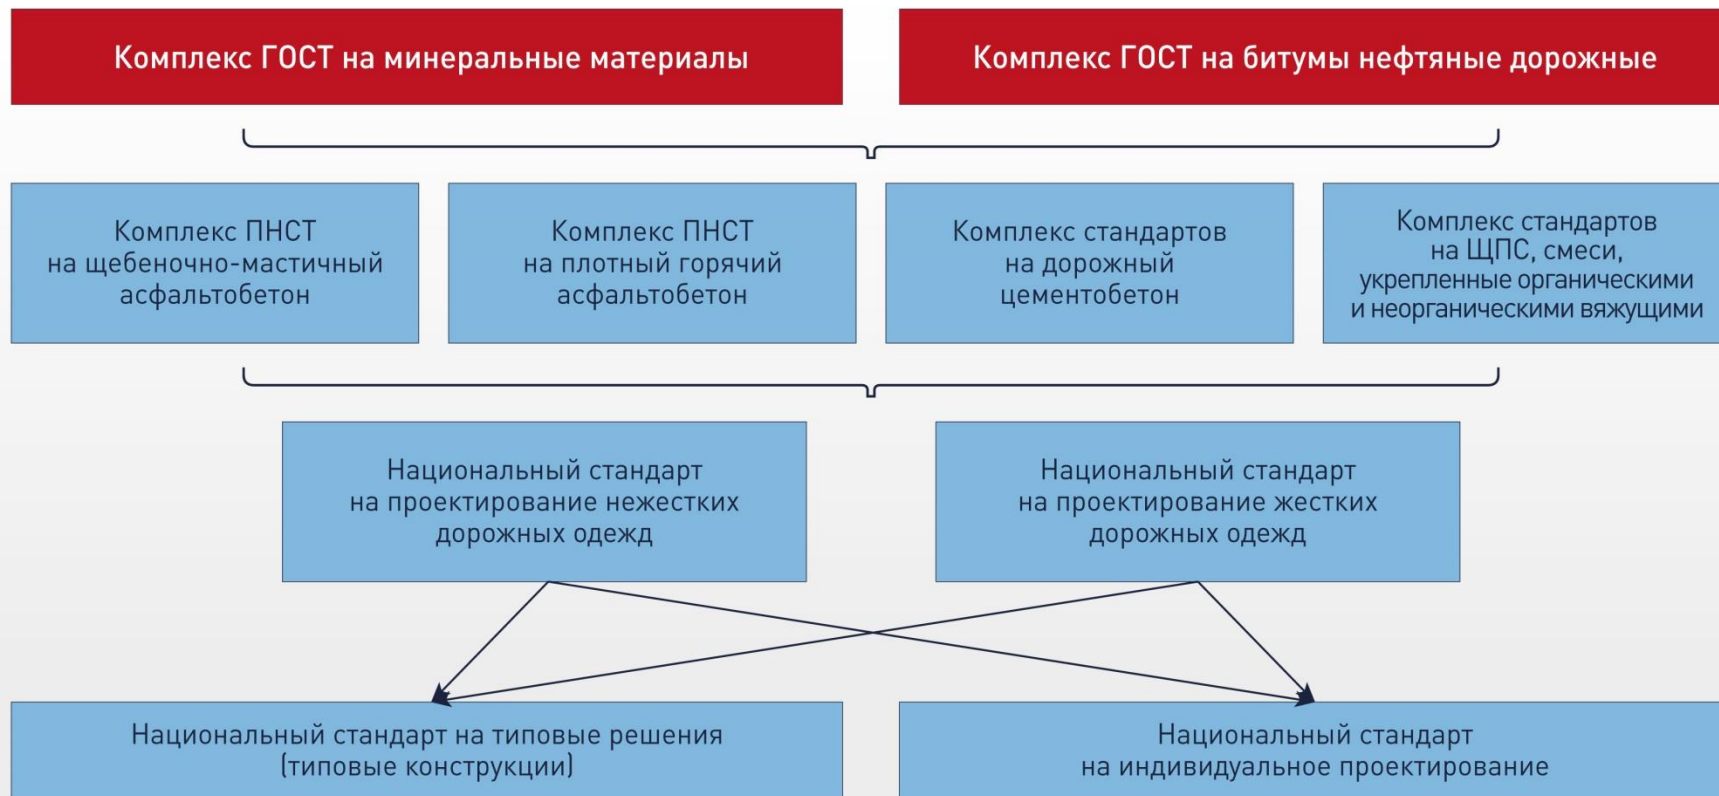 Комплекс ГОСТ на минеральные материалы
Комплекс ГОСТ на битумы нефтяные дорожные
Комплекс ПНСТ
на щебеночно-мастичный
асфальтобетон
Комплекс ПНСТ
на плотный горячий
асфальтобетон
Комплекс стандартов
на дорожный
цементобетон
Комплекс стандартов
на ЩПС, смеси,
укрепленные органическими
и неорганическими вяжущими
Национальный стандарт
на проектирование нежестких
дорожных одежд
Национальный стандарт
на проектирование жестких
дорожных одежд
Национальный стандарт на типовые решения
(типовые конструкции)
Национальный стандарт
на индивидуальное проектирование